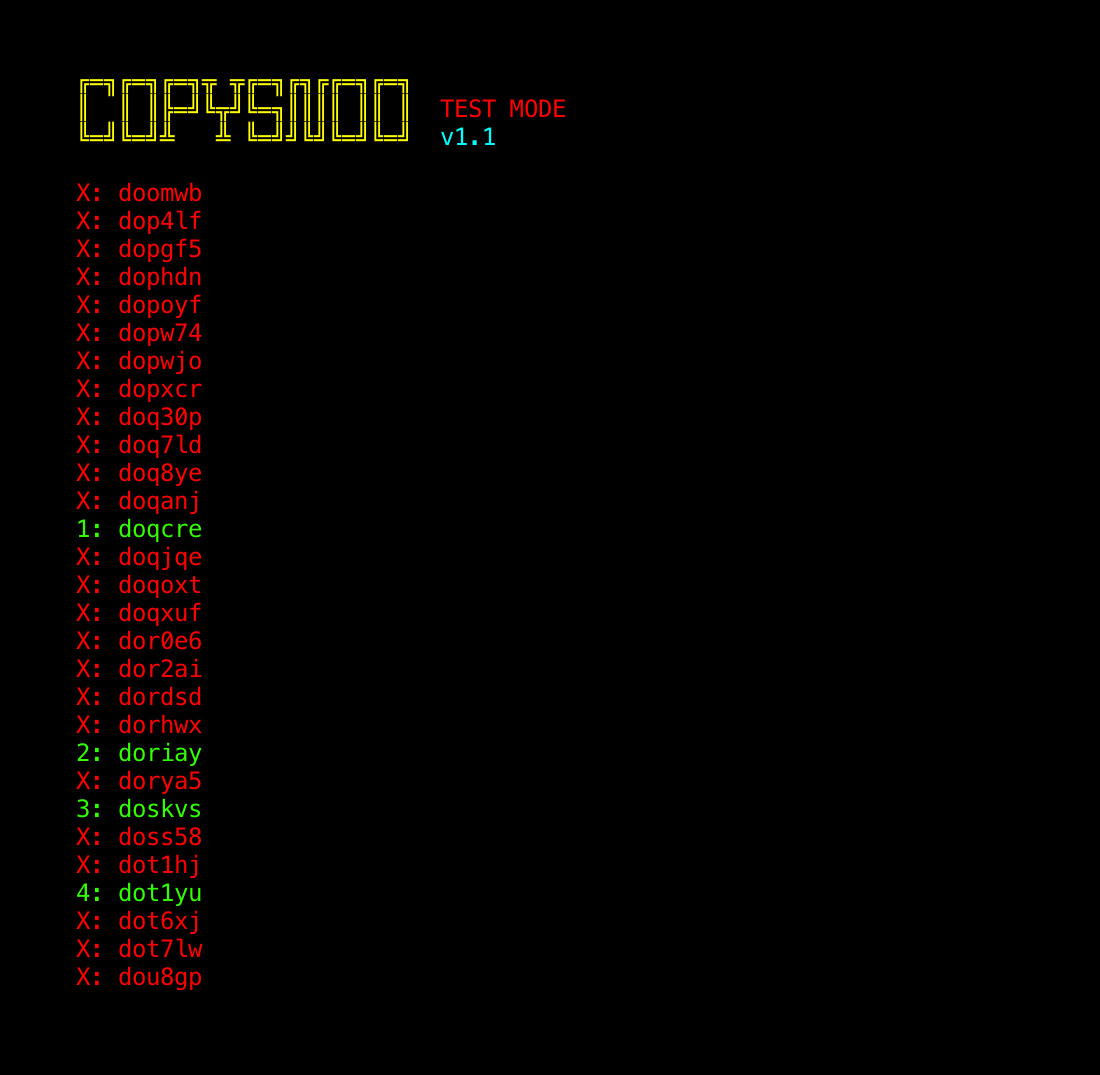 COPYSNOO
TEST MODE
v1.1
X: doomwb
X: dop4lf
X: dopgf5
X: dophdn
X: dopoyf
X: dopw74
X: dopwjo
X: dopxcr
X: doq30p
X: doq7ld
X: doq8ye
X: doqanj
1: doqcre
X: doqjqe
X: doqoxt
X: doqxuf
X: dor0e6
X: dor2ai
X: dordsd
X: dorhwx
2: doriay
X: dorya5
3: doskvs
X: doss58
X: dot1hj
4: dot1yu
X: dot6xj
X: dot7lw
X: dou8gp